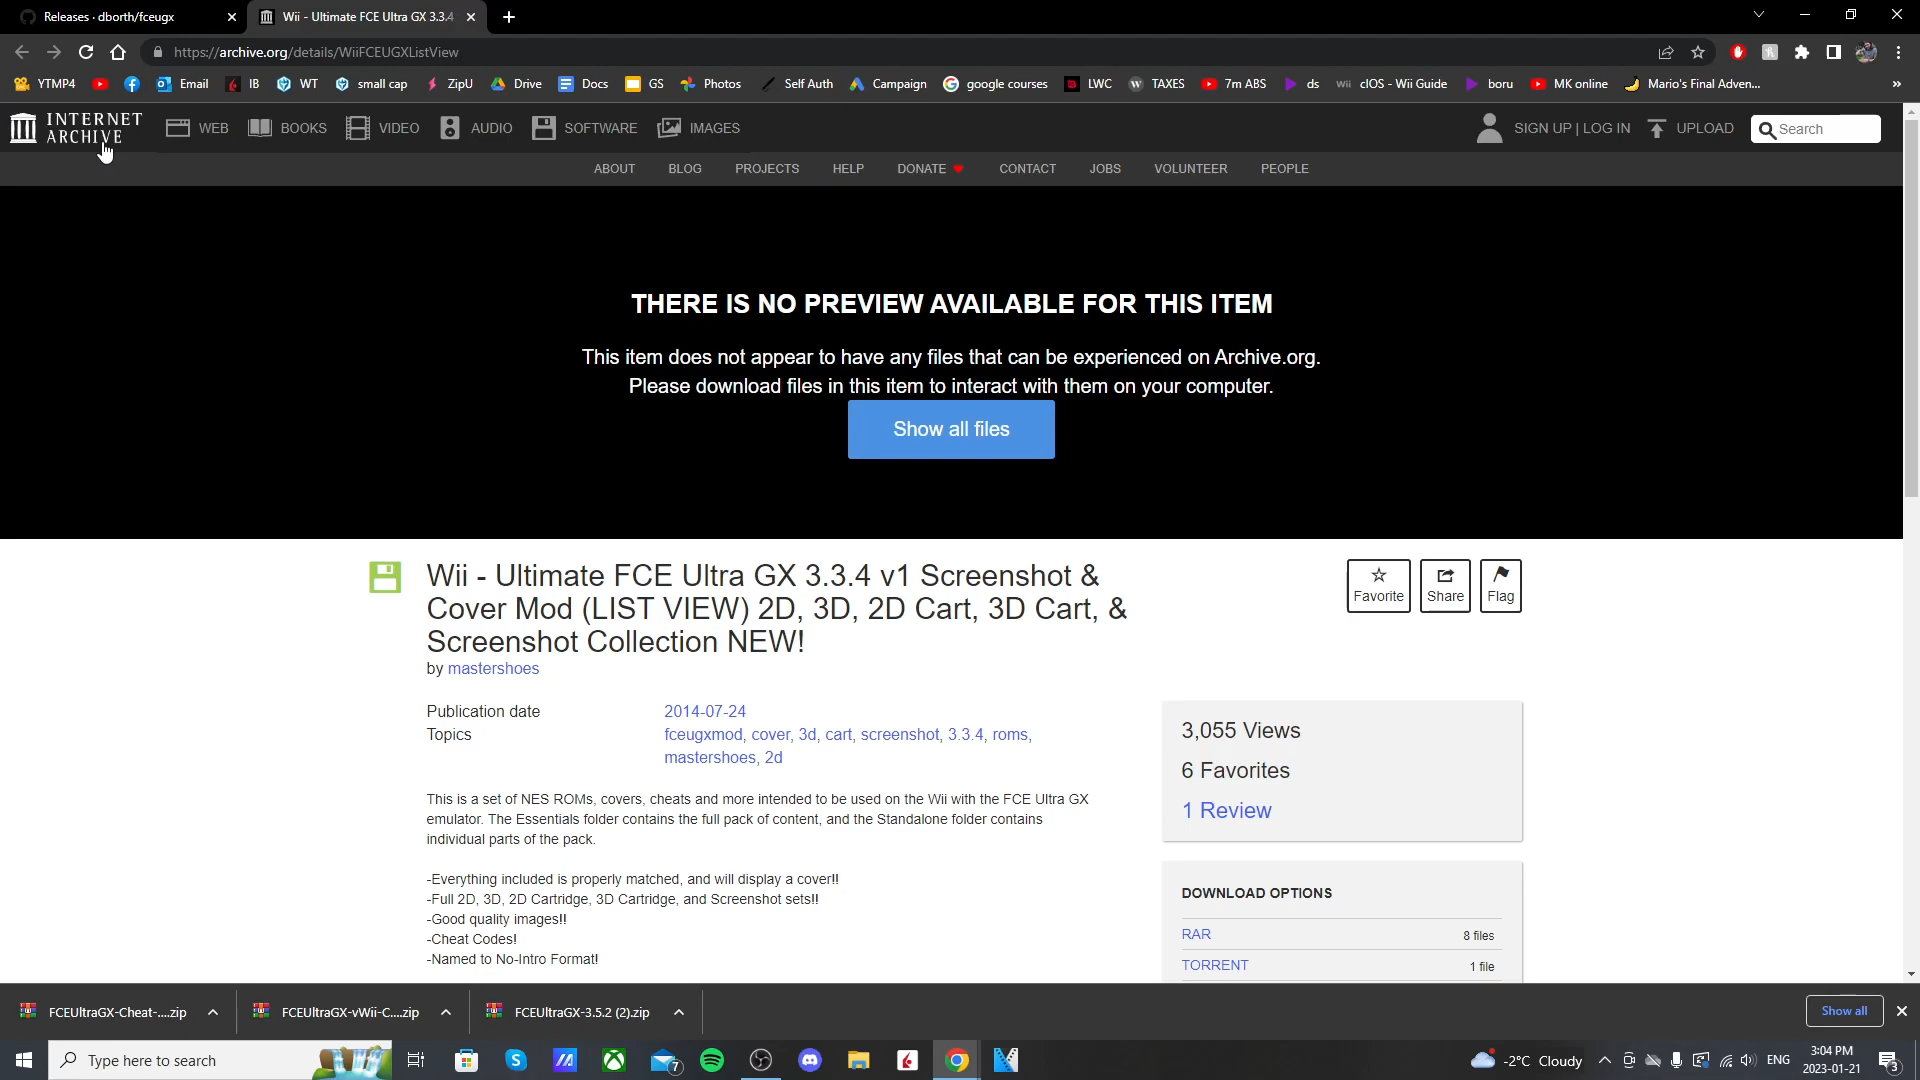 Releases · dborth/fceugx
Wii - Ultimate FCE Ultra GX 3.3.4
https://archive.org/details/WiiFCEUGXListView
YTMP4
Email
IB
WT
small cap
ZipU
Drive
Docs
GS
Photos
Self Auth
Campaign
google courses
LWC
TAXES
7m ABS
ds
wii cIOS - Wii Guide
boru
MK online
Mario's Final Adven...
»
INTERNET
ARCHIVE
WEB
BOOKS
VIDEO
AUDIO
SOFTWARE
IMAGES
SIGN UP | LOG IN
UPLOAD
Search
ABOUT
BLOG
PROJECTS
HELP
DONATE
CONTACT
JOBS
VOLUNTEER
PEOPLE
THERE IS NO PREVIEW AVAILABLE FOR THIS ITEM
This item does not appear to have any files that can be experienced on Archive.org.
Please download files in this item to interact with them on your computer.
Show all files
Wii - Ultimate FCE Ultra GX 3.3.4 v1 Screenshot &
Cover Mod (LIST VIEW) 2D, 3D, 2D Cart, 3D Cart, &
Screenshot Collection NEW!
by mastershoes
Favorite
Share
Flag
Publication date 2014-07-24
Topics fceugxmod, cover, 3d, cart, screenshot, 3.3.4, roms,
mastershoes, 2d
This is a set of NES ROMs, covers, cheats and more intended to be used on the Wii with the FCE Ultra GX
emulator. The Essentials folder contains the full pack of content, and the Standalone folder contains
individual parts of the pack.
-Everything included is properly matched, and will display a cover!!
-Full 2D, 3D, 2D Cartridge, 3D Cartridge, and Screenshot sets!!
-Good quality images!!
-Cheat Codes!
-Named to No-Intro Format!
3,055 Views
6 Favorites
1 Review
DOWNLOAD OPTIONS
RAR 8 files
TORRENT 1 file
FCEUltraGX-Cheat-....zip
FCEUltraGX-vWii-C....zip
FCEUltraGX-3.5.2 (2).zip
Show all
Type here to search
7
-2°C Cloudy
ENG
3:04 PM
2023-01-21
3